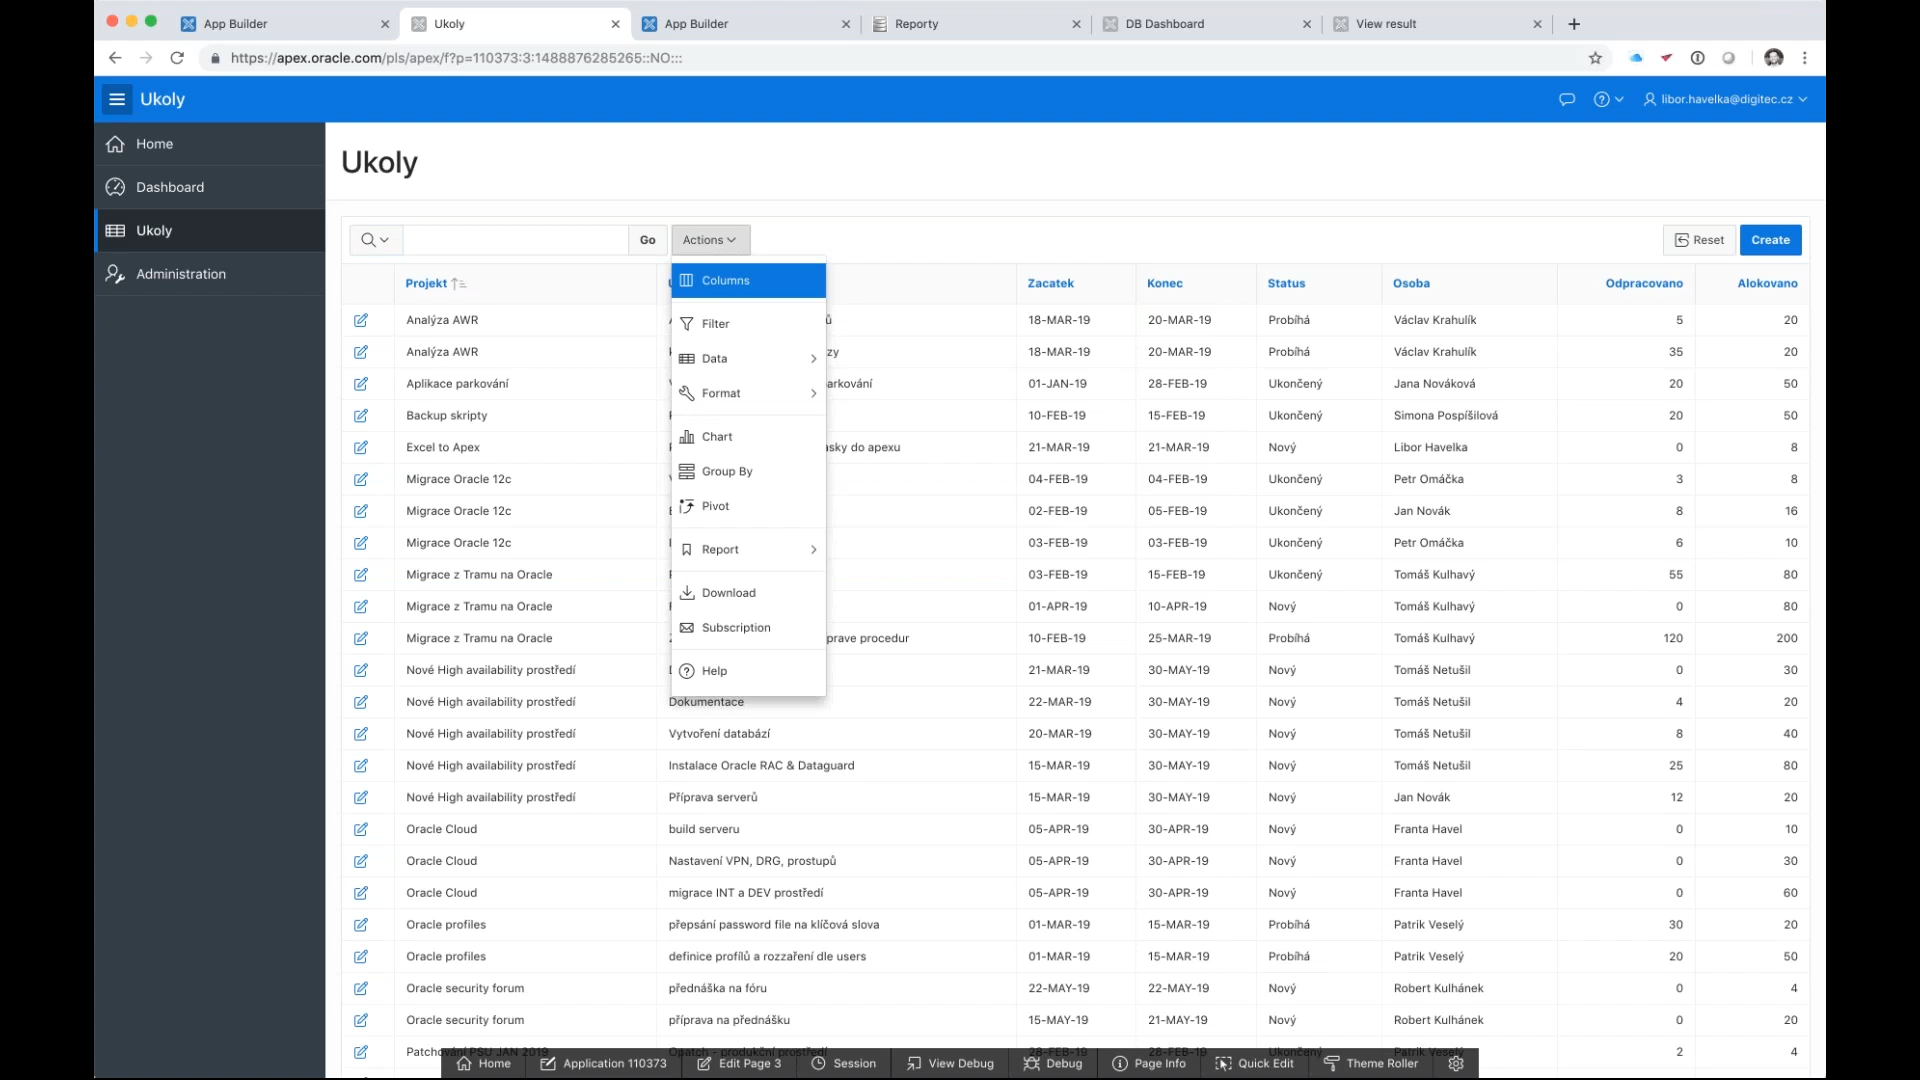 App Builder
Ukoly
App Builder
Reporty
DB Dashboard
View result
https://apex.oracle.com/pls/apex/f?p=110373:3:1488876285265::NO:::
Ukoly
libor.havelka@digitec.cz
Home
Dashboard
Ukoly
Administration
Ukoly
Go
Actions
Reset
Create
Columns
Filter
Data
Format
Chart
Group By
Pivot
Report
Download
Subscription
Help
Projekt Zacatek Konec Status Osoba Odpracovano Alokovano
Analýza AWR ů 18-MAR-19 20-MAR-19 Probíhá Václav Krahulík 5 20
Analýza AWR zy 18-MAR-19 20-MAR-19 Probíhá Václav Krahulík 35 20
Aplikace parkování arkování 01-JAN-19 28-FEB-19 Ukončený Jana Nováková 20 50
Backup skripty 10-FEB-19 15-FEB-19 Ukončený Simona Pospíšilová 20 50
Excel to Apex asky do apexu 21-MAR-19 21-MAR-19 Nový Libor Havelka 0 8
Migrace Oracle 12c 04-FEB-19 04-FEB-19 Ukončený Petr Omáčka 3 8
Migrace Oracle 12c 02-FEB-19 05-FEB-19 Ukončený Jan Novák 8 16
Migrace Oracle 12c 03-FEB-19 03-FEB-19 Ukončený Petr Omáčka 6 10
Migrace z Tramu na Oracle 03-FEB-19 15-FEB-19 Ukončený Tomáš Kulhavý 55 80
Migrace z Tramu na Oracle 01-APR-19 10-APR-19 Nový Tomáš Kulhavý 0 80
Migrace z Tramu na Oracle prave procedur 10-FEB-19 25-MAR-19 Probíhá Tomáš Kulhavý 120 200
Nové High availability prostředí 21-MAR-19 30-MAY-19 Nový Tomáš Netušil 0 30
Nové High availability prostředí Dokumentace 22-MAR-19 30-MAY-19 Nový Tomáš Netušil 4 20
Nové High availability prostředí Vytvoření databází 20-MAR-19 30-MAY-19 Nový Tomáš Netušil 8 40
Nové High availability prostředí Instalace Oracle RAC & Dataguard 15-MAR-19 30-MAY-19 Nový Tomáš Netušil 25 80
Nové High availability prostředí Příprava serverů 15-MAR-19 30-MAY-19 Nový Jan Novák 12 20
Oracle Cloud build serveru 05-APR-19 30-APR-19 Nový Franta Havel 0 10
Oracle Cloud Nastavení VPN, DRG, prostupů 05-APR-19 30-APR-19 Nový Franta Havel 0 30
Oracle Cloud migrace INT a DEV prostředí 05-APR-19 30-APR-19 Nový Franta Havel 0 60
Oracle profiles přepsání password file na klíčová slova 01-MAR-19 15-MAR-19 Probíhá Patrik Veselý 30 20
Oracle profiles definice profilů a rozzaření dle users 01-MAR-19 15-MAR-19 Probíhá Patrik Veselý 20 50
Oracle security forum přednáška na fóru 22-MAY-19 22-MAY-19 Nový Robert Kulhánek 0 4
Oracle security forum příprava na přednášku 15-MAY-19 21-MAY-19 Nový Robert Kulhánek 0 20
Patchování PSU JAN 2019 Opatch - produkční prostředí 28-FEB-19 28-FEB-19 Ukončený Patrik Veselý 2 4
Home Application 110373 Edit Page 3 Session View Debug Debug Page Info Quick Edit Theme Roller